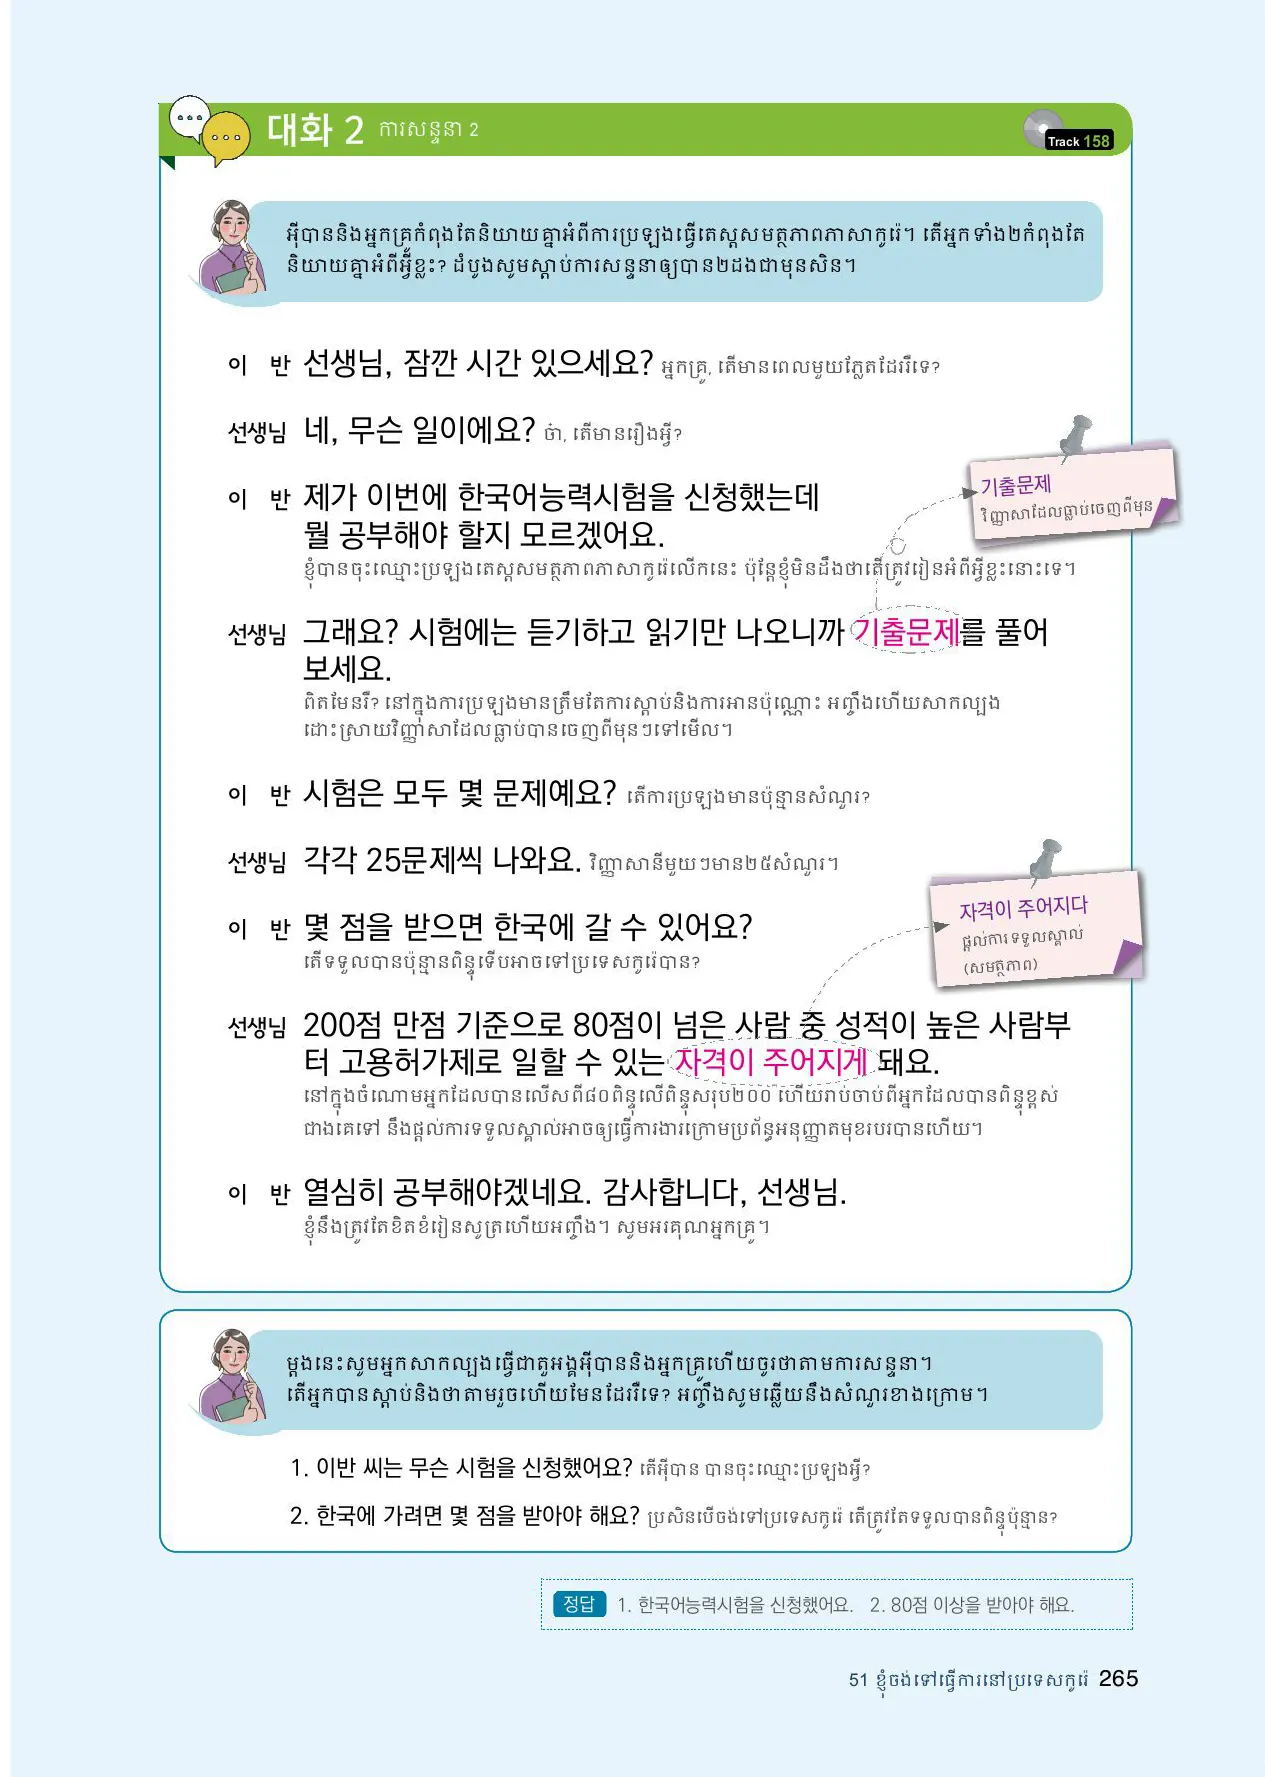 대화 2 ការសន្ទនា 2
Track 158
អ៊ីបាននិងអ្នកគ្រូកំពុងតែនិយាយគ្នាអំពីការប្រឡងធ្វើតេស្តសមត្ថភាពភាសាកូរ៉េ។ តើអ្នកទាំង២កំពុងតែ
និយាយគ្នាអំពីអ្វីខ្លះ? ដំបូងសូមស្តាប់ការសន្ទនាឲ្យបាន២ដងជាមុនសិន។
이 반 선생님, 잠깐 시간 있으세요? អ្នកគ្រូ, តើមានពេលមួយភ្លែតដែររឺទេ?
선생님 네, 무슨 일이에요? ចា៎, តើមានរឿងអ្វី?
이 반 제가 이번에 한국어능력시험을 신청했는데
뭘 공부해야 할지 모르겠어요.
ខ្ញុំបានចុះឈ្មោះប្រឡងតេស្តសមត្ថភាពភាសាកូរ៉េលើកនេះ ប៉ុន្តែខ្ញុំមិនដឹងថាតើត្រូវរៀនអំពីអ្វីខ្លះនោះទេ។
기출문제
វិញ្ញាសាដែលធ្លាប់ចេញពីមុន
선생님 그래요? 시험에는 듣기하고 읽기만 나오니까 기출문제를 풀어
보세요.
ពិតមែនរឺ? នៅក្នុងការប្រឡងមានត្រឹមតែការស្តាប់និងការអានប៉ុណ្ណោះ អញ្ចឹងហើយសាកល្បង
ដោះស្រាយវិញ្ញាសាដែលធ្លាប់បានចេញពីមុនៗទៅមើល។
이 반 시험은 모두 몇 문제예요? តើការប្រឡងមានប៉ុន្មានសំណួរ?
선생님 각각 25문제씩 나와요. វិញ្ញាសានីមួយៗមាន២៥សំណួរ។
이 반 몇 점을 받으면 한국에 갈 수 있어요?
តើទទួលបានប៉ុន្មានពិន្ទុទើបអាចទៅប្រទេសកូរ៉េបាន?
자격이 주어지다
ផ្តល់ការទទួលស្គាល់
(សមត្ថភាព)
선생님 200점 만점 기준으로 80점이 넘은 사람 중 성적이 높은 사람부
터 고용허가제로 일할 수 있는 자격이 주어지게 돼요.
នៅក្នុងចំណោមអ្នកដែលបានលើសពី៨០ពិន្ទុលើពិន្ទុសរុប២០០ ហើយរាប់ចាប់ពីអ្នកដែលបានពិន្ទុខ្ពស់
ជាងគេទៅ នឹងផ្តល់ការទទួលស្គាល់អាចឲ្យធ្វើការងារក្រោមប្រព័ន្ធអនុញ្ញាតមុខរបរបានហើយ។
이 반 열심히 공부해야겠네요. 감사합니다, 선생님.
ខ្ញុំនឹងត្រូវតែខិតខំរៀនសូត្រហើយអញ្ចឹង។ សូមអរគុណអ្នកគ្រូ។
ម្តងនេះសូមអ្នកសាកល្បងធ្វើជាតួអង្គអ៊ីបាននិងអ្នកគ្រូហើយចូរថាតាមការសន្ទនា។
តើអ្នកបានស្តាប់និងថាតាមរួចហើយមែនដែររឺទេ? អញ្ចឹងសូមឆ្លើយនឹងសំណួរខាងក្រោម។
1. 이반 씨는 무슨 시험을 신청했어요? តើអ៊ីបាន បានចុះឈ្មោះប្រឡងអ្វី?
2. 한국에 가려면 몇 점을 받아야 해요? ប្រសិនបើចង់ទៅប្រទេសកូរ៉េ តើត្រូវតែទទួលបានពិន្ទុប៉ុន្មាន?
정답 1. 한국어능력시험을 신청했어요. 2. 80점 이상을 받아야 해요.
51 ខ្ញុំចង់ទៅធ្វើការនៅប្រទេសកូរ៉េ 265